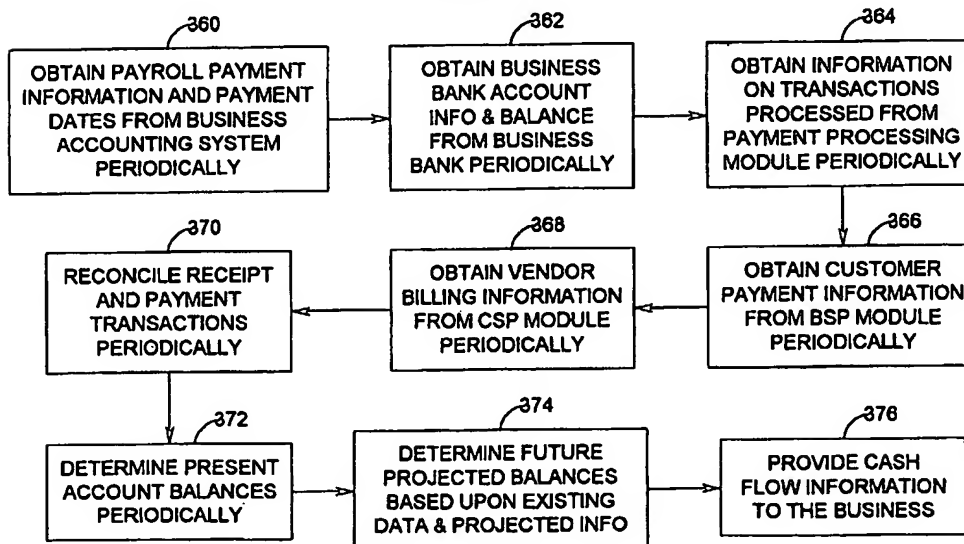 360
OBTAIN PAYROLL PAYMENT
INFORMATION AND PAYMENT
DATES FROM BUSINESS
ACCOUNTING SYSTEM
PERIODICALLY
362
OBTAIN BUSINESS
BANK ACCOUNT
INFO & BALANCE
FROM BUSINESS
BANK PERIODICALLY
364
OBTAIN INFORMATION
ON TRANSACTIONS
PROCESSED FROM
PAYMENT PROCESSING
MODULE PERIODICALLY
366
OBTAIN CUSTOMER
PAYMENT INFORMATION
FROM BSP MODULE
PERIODICALLY
368
OBTAIN VENDOR
BILLING INFORMATION
FROM CSP MODULE
PERIODICALLY
370
RECONCILE RECEIPT
AND PAYMENT
TRANSACTIONS
PERIODICALLY
372
DETERMINE PRESENT
ACCOUNT BALANCES
PERIODICALLY
374
DETERMINE FUTURE
PROJECTED BALANCES
BASED UPON EXISTING
DATA & PROJECTED INFO
376
PROVIDE CASH
FLOW INFORMATION
TO THE BUSINESS